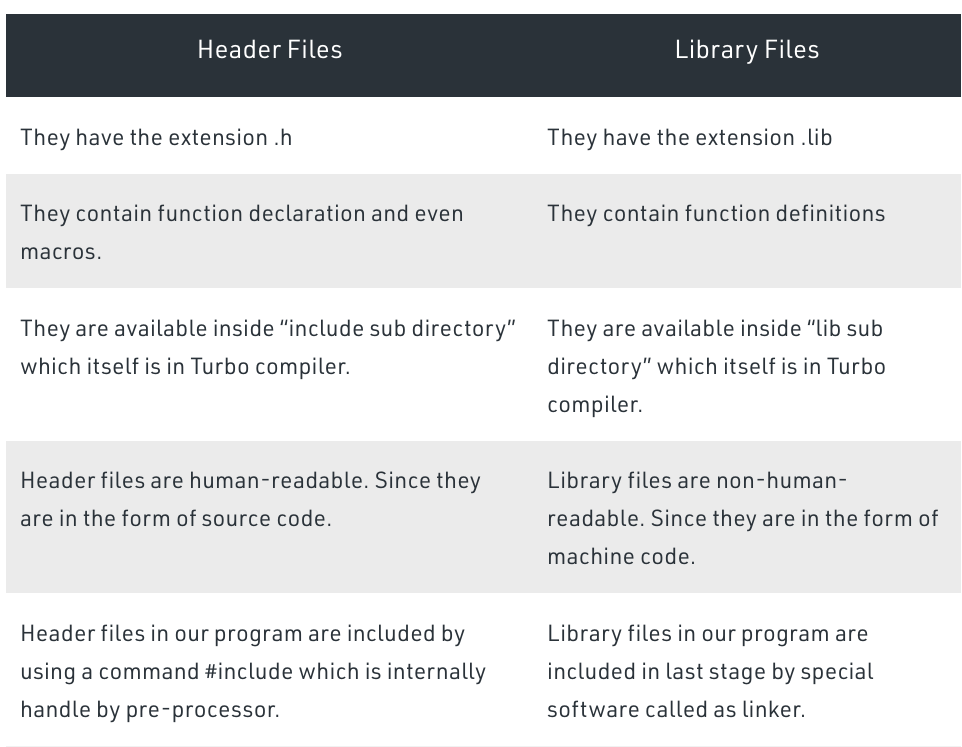 Header Files
Library Files
They have the extension .h
They have the extension .lib
They contain function declaration and even
macros.
They contain function definitions
They are available inside “include sub directory”
which itself is in Turbo compiler.
They are available inside “lib sub
directory” which itself is in Turbo
compiler.
Header files are human-readable. Since they
are in the form of source code.
Library files are non-human-
readable. Since they are in the form of
machine code.
Header files in our program are included by
using a command #include which is internally
handle by pre-processor.
Library files in our program are
included in last stage by special
software called as linker.